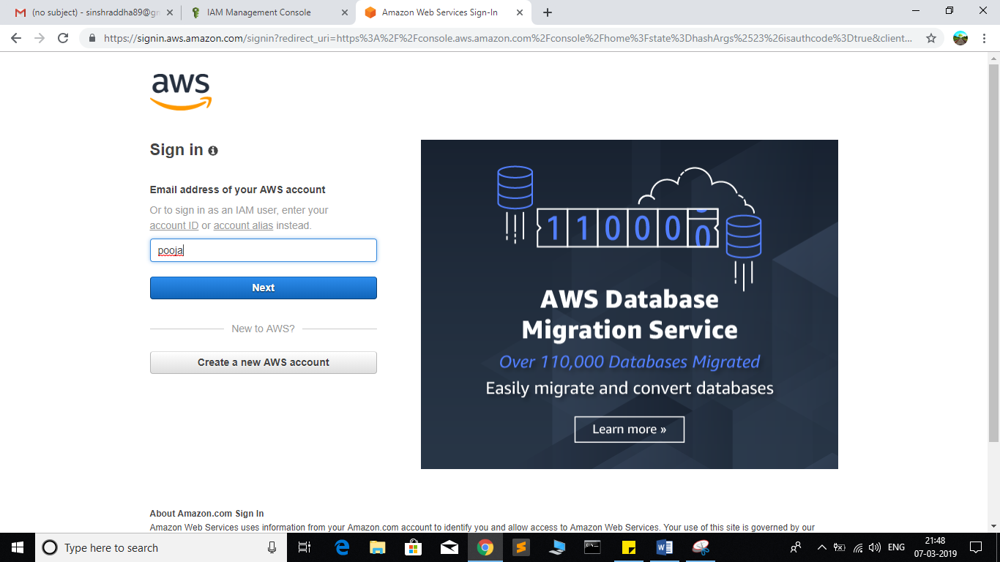 (no subject) - sinshraddha89@gm
IAM Management Console
Amazon Web Services Sign-In
https://signin.aws.amazon.com/signin?redirect_uri=https%3A%2F%2Fconsole.aws.amazon.com%2Fconsole%2Fhome%3Fstate%3DhashArgs%2523%26isauthcode%3Dtrue&client...
aws
Sign in
Email address of your AWS account
Or to sign in as an IAM user, enter your
account ID or account alias instead.
pooja
Next
New to AWS?
Create a new AWS account
110000
AWS Database
Migration Service
Over 110,000 Databases Migrated
Easily migrate and convert databases
Learn more »
About Amazon.com Sign In
Amazon Web Services uses information from your Amazon.com account to identify you and allow access to Amazon Web Services. Your use of this site is governed by our
Type here to search
ENG
21:48
07-03-2019